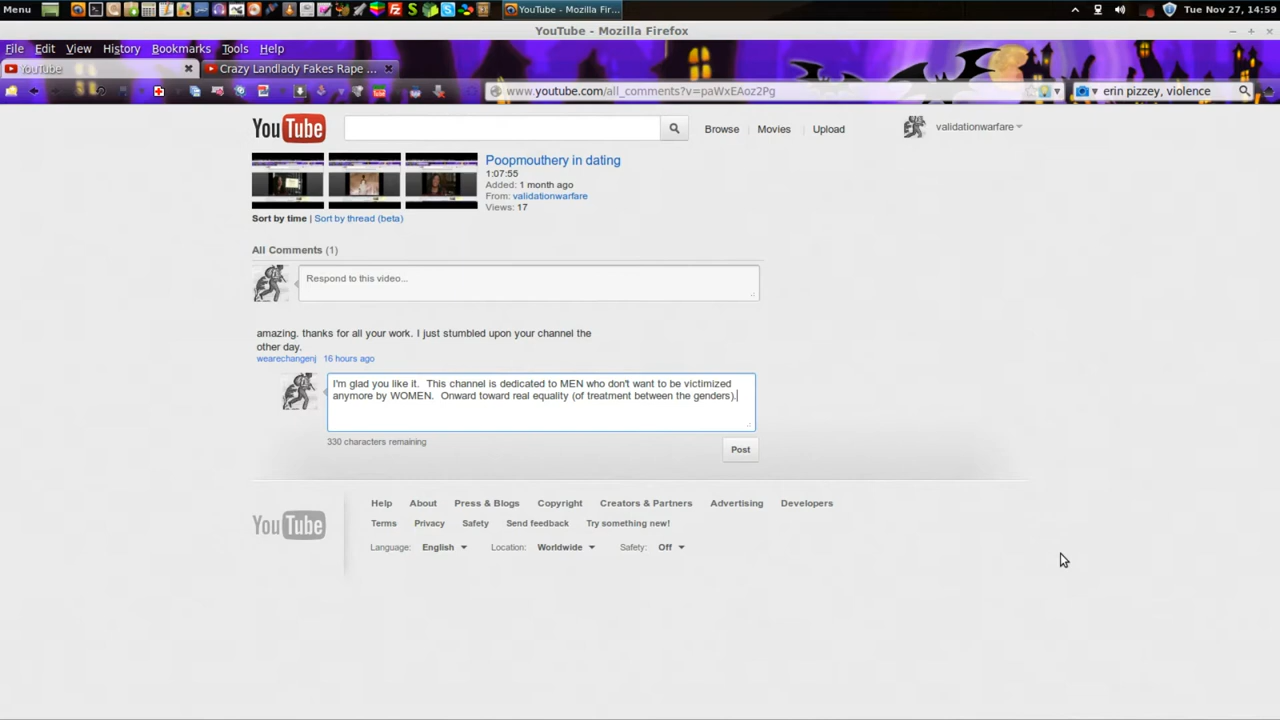 Menu
YouTube - Mozilla Fir...
Tue Nov 27, 14:59
YouTube - Mozilla Firefox
File Edit View History Bookmarks Tools Help
YouTube
Crazy Landlady Fakes Rape ...
www.youtube.com/all_comments?v=paWxEAoz2Pg
erin pizzey, violence
YouTube
Browse Movies Upload
validationwarfare
Poopmouthery in dating
1:07:55
Added: 1 month ago
From: validationwarfare
Views: 17
Sort by time | Sort by thread (beta)
All Comments (1)
Respond to this video...
amazing. thanks for all your work. I just stumbled upon your channel the
other day.
wearechangenj 16 hours ago
I'm glad you like it.  This channel is dedicated to MEN who don't want to be victimized
anymore by WOMEN.  Onward toward real equality (of treatment between the genders).
330 characters remaining
Post
YouTube
Help About Press & Blogs Copyright Creators & Partners Advertising Developers
Terms Privacy Safety Send feedback Try something new!
Language: English Location: Worldwide Safety: Off